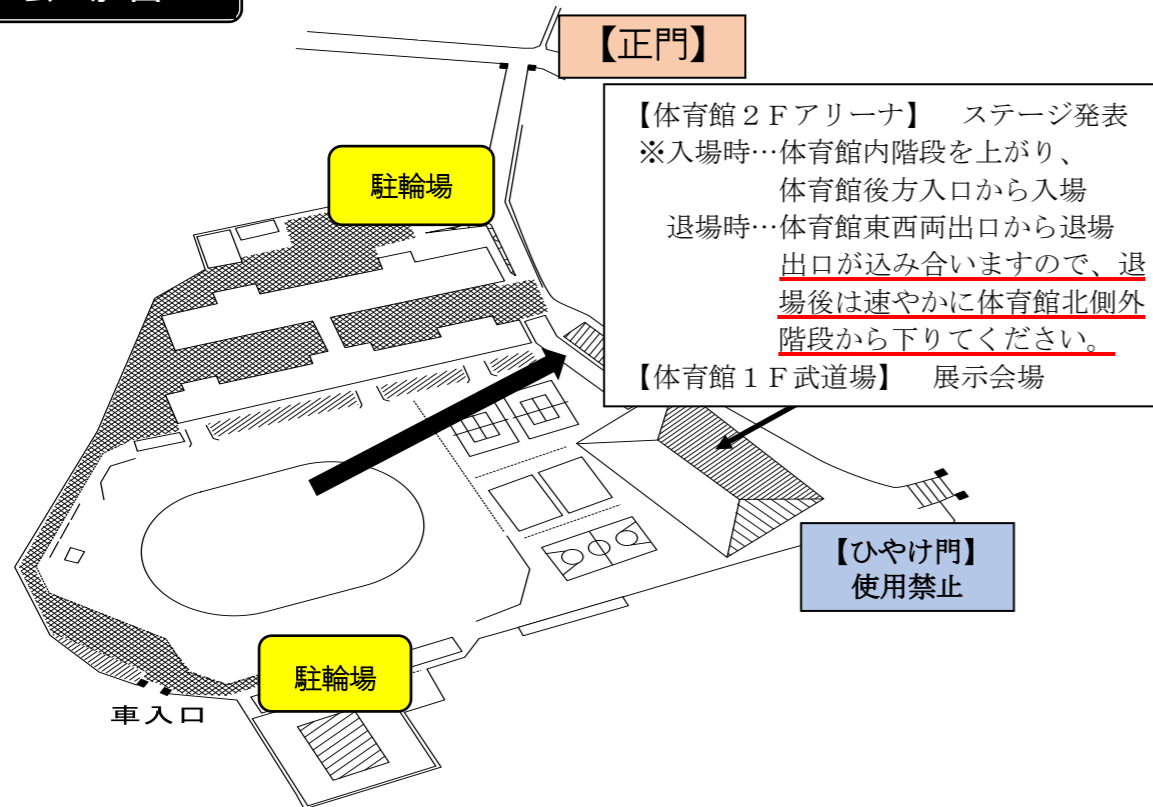 【正門】
【体育館２Ｆアリーナ】　ステージ発表
※入場時…体育館内階段を上がり、
体育館後方入口から入場
退場時…体育館東西両出口から退場
出口が込み合いますので、退
場後は速やかに体育館北側外
階段から下りてください。
【体育館１Ｆ武道場】　展示会場
駐輪場
【ひやけ門】
使用禁止
駐輪場
車入口